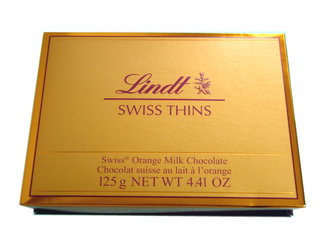 Lindt
SWISS THINS
Swiss® Orange Milk Chocolate
Chocolat suisse au lait à l'orange
125 g NET WT 4.41 OZ